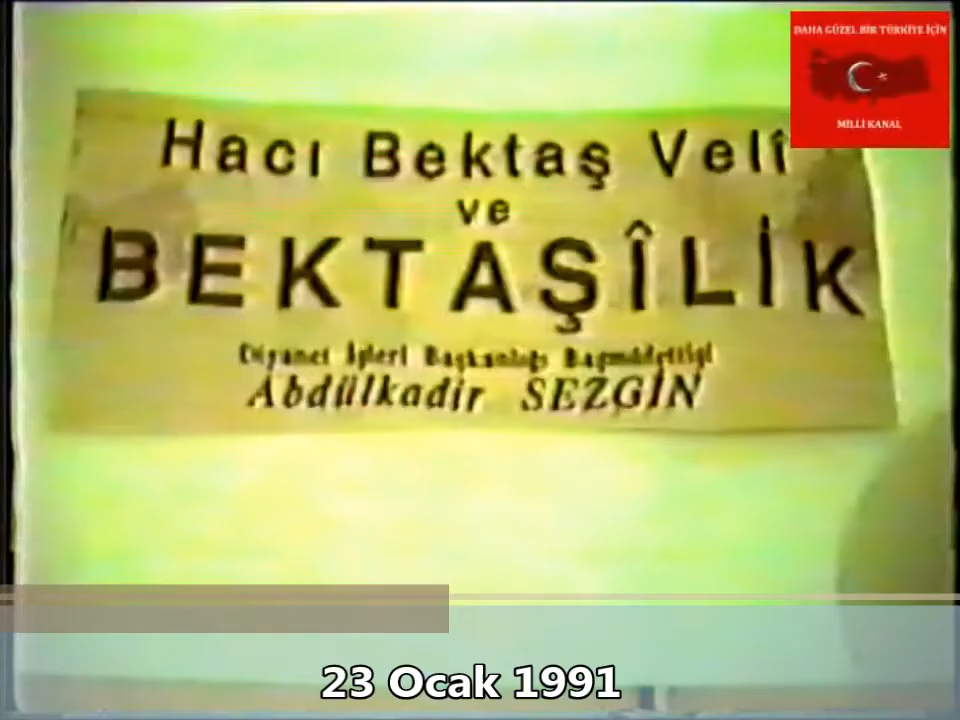 DAHA GÜZEL BİR TÜRKİYE İÇİN
MİLLİ KANAL
Hacı Bektaş Velî
ve
BEKTAŞÎLİK
Diyanet İşleri Başkanlığı Başmüfettişi
Abdülkadir SEZGİN
23 Ocak 1991